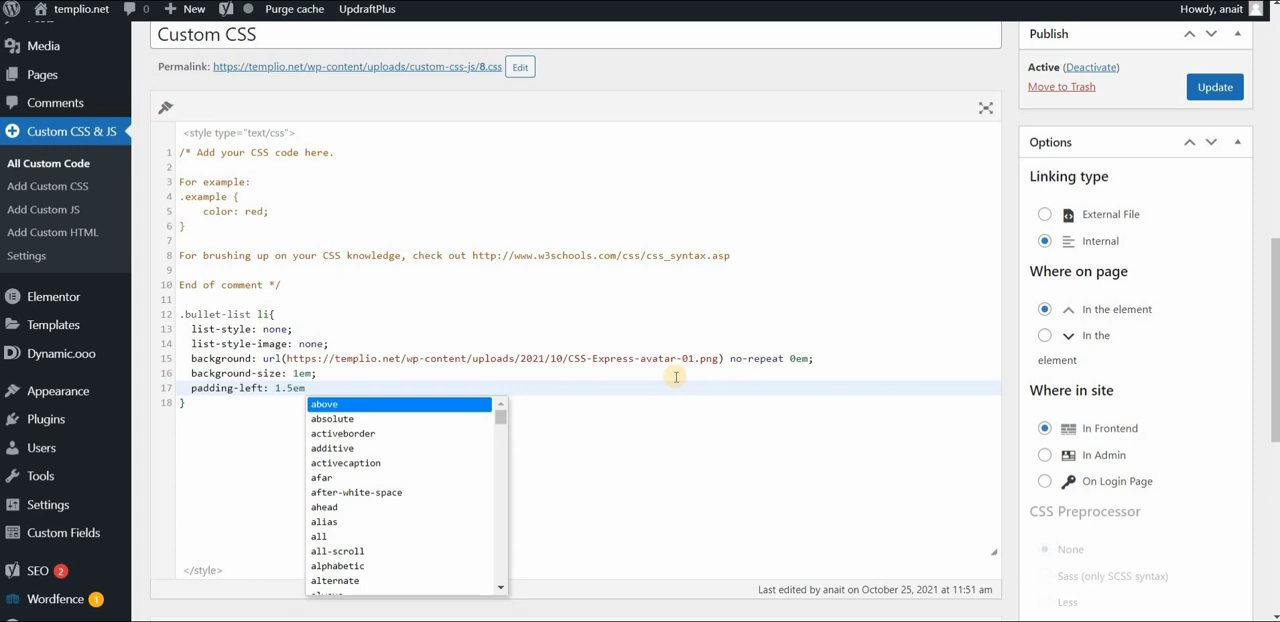 templio.net 0 New Purge cache UpdraftPlus Howdy, anait
Media
Pages
Comments
Custom CSS & JS
All Custom Code
Add Custom CSS
Add Custom JS
Add Custom HTML
Settings
Elementor
Templates
Dynamic.ooo
Appearance
Plugins
Users
Tools
Settings
Custom Fields
SEO 2
Wordfence 1
Custom CSS
Permalink: https://templio.net/wp-content/uploads/custom-css-js/8.css Edit
<style type="text/css">
1 /* Add your CSS code here.
2
3 For example:
4 .example {
5 color: red;
6 }
7
8 For brushing up on your CSS knowledge, check out http://www.w3schools.com/css/css_syntax.asp
9
10 End of comment */
11
12 .bullet-list li{
13 list-style: none;
14 list-style-image: none;
15 background: url(https://templio.net/wp-content/uploads/2021/10/CSS-Express-avatar-01.png) no-repeat 0em;
16 background-size: 1em;
17 padding-left: 1.5em
18 }
above
absolute
activeborder
additive
activecaption
afar
after-white-space
ahead
alias
all
all-scroll
alphabetic
alternate
always
</style>
Last edited by anait on October 25, 2021 at 11:51 am
Publish
Active (Deactivate)
Move to Trash
Update
Options
Linking type
External File
Internal
Where on page
In the element
In the
element
Where in site
In Frontend
In Admin
On Login Page
CSS Preprocessor
None
Sass (only SCSS syntax)
Less